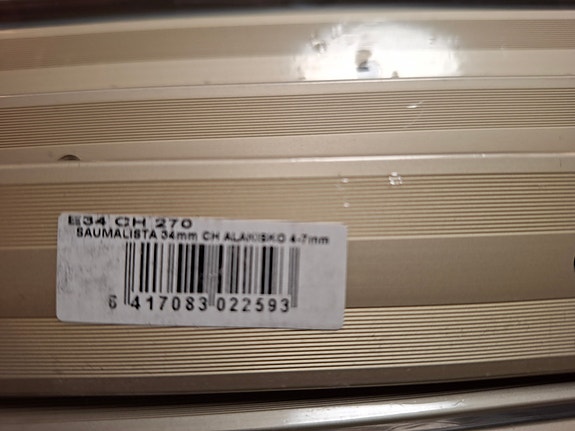 E34 CH 270
SAUMALISTA 34mm CH ALAKISKO 4-7mm
6 417083 022593